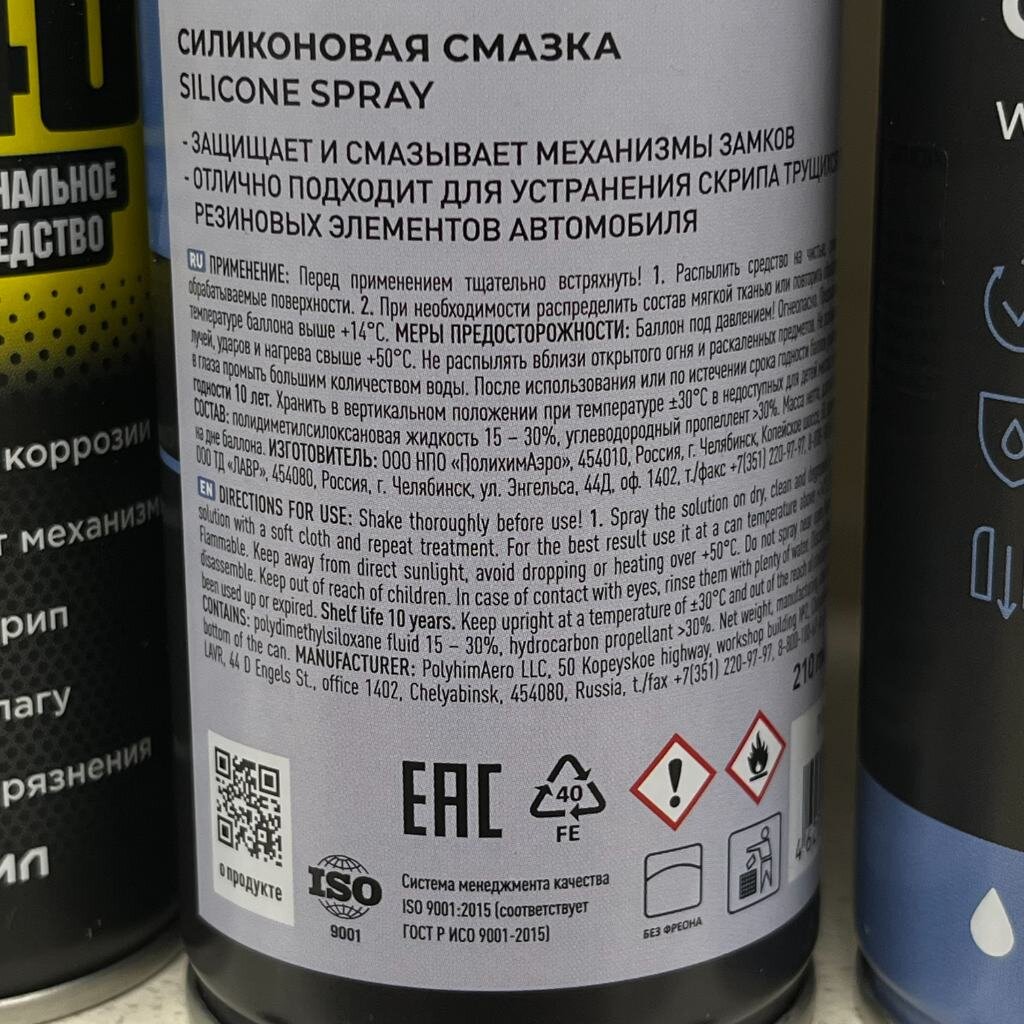 СИЛИКОНОВАЯ СМАЗКА
SILICONE SPRAY
- ЗАЩИЩАЕТ И СМАЗЫВАЕТ МЕХАНИЗМЫ ЗАМКОВ
- ОТЛИЧНО ПОДХОДИТ ДЛЯ УСТРАНЕНИЯ СКРИПА ТРУЩИХСЯ
РЕЗИНОВЫХ ЭЛЕМЕНТОВ АВТОМОБИЛЯ
RU ПРИМЕНЕНИЕ: Перед применением тщательно встряхнуть! 1. Распылить средство на чистые,
обрабатываемые поверхности. 2. При необходимости распределить состав мягкой тканью или повторить
температуре баллона выше +14°С. МЕРЫ ПРЕДОСТОРОЖНОСТИ: Баллон под давлением! Огнеопасно.
лучей, ударов и нагрева свыше +50°С. Не распылять вблизи открытого огня и раскаленных предметов. Не
в глаза промыть большим количеством воды. После использования или по истечении срока годности
годности 10 лет. Хранить в вертикальном положении при температуре ±30°С в недоступных для детей
СОСТАВ: полидиметилсилоксановая жидкость 15 – 30%, углеводородный пропеллент >30%. Масса нетто,
на дне баллона. ИЗГОТОВИТЕЛЬ: ООО НПО «ПолихимАэро», 454010, Россия, г. Челябинск, Копейское шоссе,
ООО ТД «ЛАВР», 454080, Россия, г. Челябинск, ул. Энгельса, 44Д, оф. 1402, т./факс +7(351) 220-97-97,
EN DIRECTIONS FOR USE: Shake thoroughly before use! 1. Spray the solution on dry, clean and
solution with a soft cloth and repeat treatment. For the best result use it at a can temperature above
Flammable. Keep away from direct sunlight, avoid dropping or heating over +50°C. Do not spray near
disassemble. Keep out of reach of children. In case of contact with eyes, rinse them with plenty of water.
been used up or expired. Shelf life 10 years. Keep upright at a temperature of ±30°C and out of the reach of
CONTAINS: polydimethylsiloxane fluid 15 – 30%, hydrocarbon propellant >30%. Net weight,
bottom of the can. MANUFACTURER: PolyhimAero LLC, 50 Kopeyskoe highway, workshop building №2,
LAVR, 44 D Engels St., office 1402, Chelyabinsk, 454080, Russia, t./fax +7(351) 220-97-97,
210
о продукте
EAC
40
FE
ISO
9001
Система менеджмента качества
ISO 9001:2015 (соответствует
ГОСТ Р ИСО 9001-2015)
БЕЗ ФРЕОНА
40
НАЛЬНОЕ
ЕДСТВО
коррозии
т механизм
рип
лагу
рязнения
ил
W